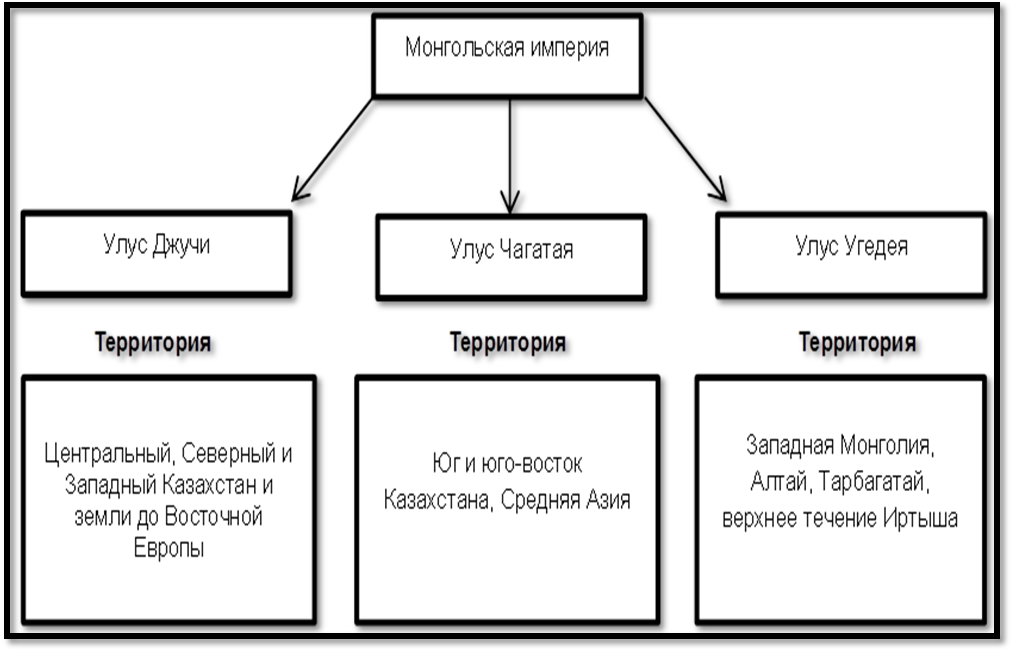 Монгольская империя
Улус Джучи
Улус Чагатая
Улус Угедея
Территория
Территория
Территория
Центральный, Северный и
Западный Казахстан и
земли до Восточной
Европы
Юг и юго-восток
Казахстана, Средняя Азия
Западная Монголия,
Алтай, Тарбагатай,
верхнее течение Иртыша